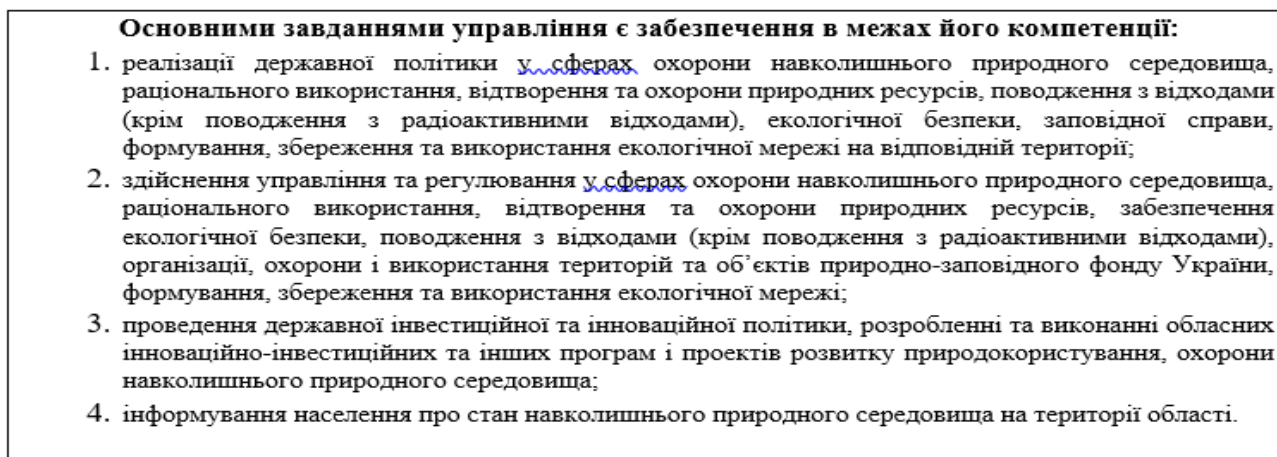 Основними завданнями управління є забезпечення в межах його компетенції:
1. реалізації державної політики у сферах охорони навколишнього природного середовища,
раціонального використання, відтворення та охорони природних ресурсів, поводження з відходами
(крім поводження з радіоактивними відходами), екологічної безпеки, заповідної справи,
формування, збереження та використання екологічної мережі на відповідній території;
2. здійснення управління та регулювання у сферах охорони навколишнього природного середовища,
раціонального використання, відтворення та охорони природних ресурсів, забезпечення
екологічної безпеки, поводження з відходами (крім поводження з радіоактивними відходами),
організації, охорони і використання територій та об’єктів природно-заповідного фонду України,
формування, збереження та використання екологічної мережі;
3. проведення державної інвестиційної та інноваційної політики, розробленні та виконанні обласних
інноваційно-інвестиційних та інших програм і проектів розвитку природокористування, охорони
навколишнього природного середовища;
4. інформування населення про стан навколишнього природного середовища на території області.